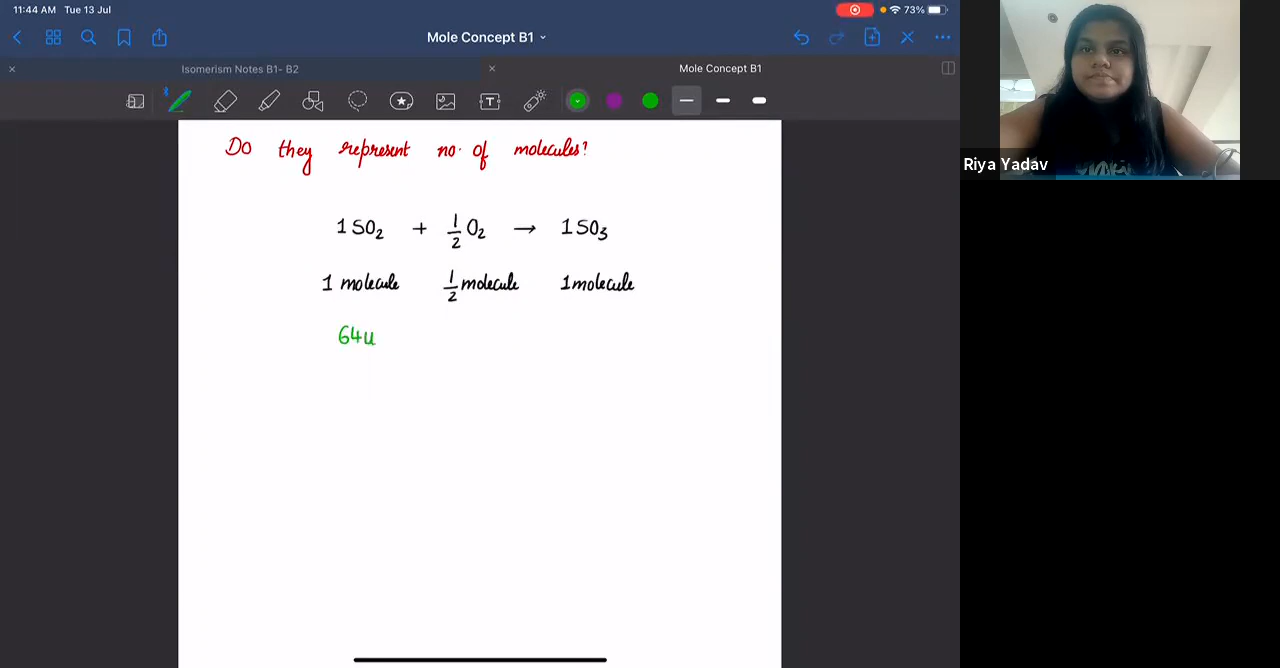 11:44 AM Tue 13 Jul
73%
Mole Concept B1
Isomerism Notes B1- B2
Mole Concept B1
T
Riya Yadav
Do they represent no. of molecules?
1 SO₂ + 1/2 O₂ → 1 SO₃
1 molecule 1/2 molecule 1 molecule
64u